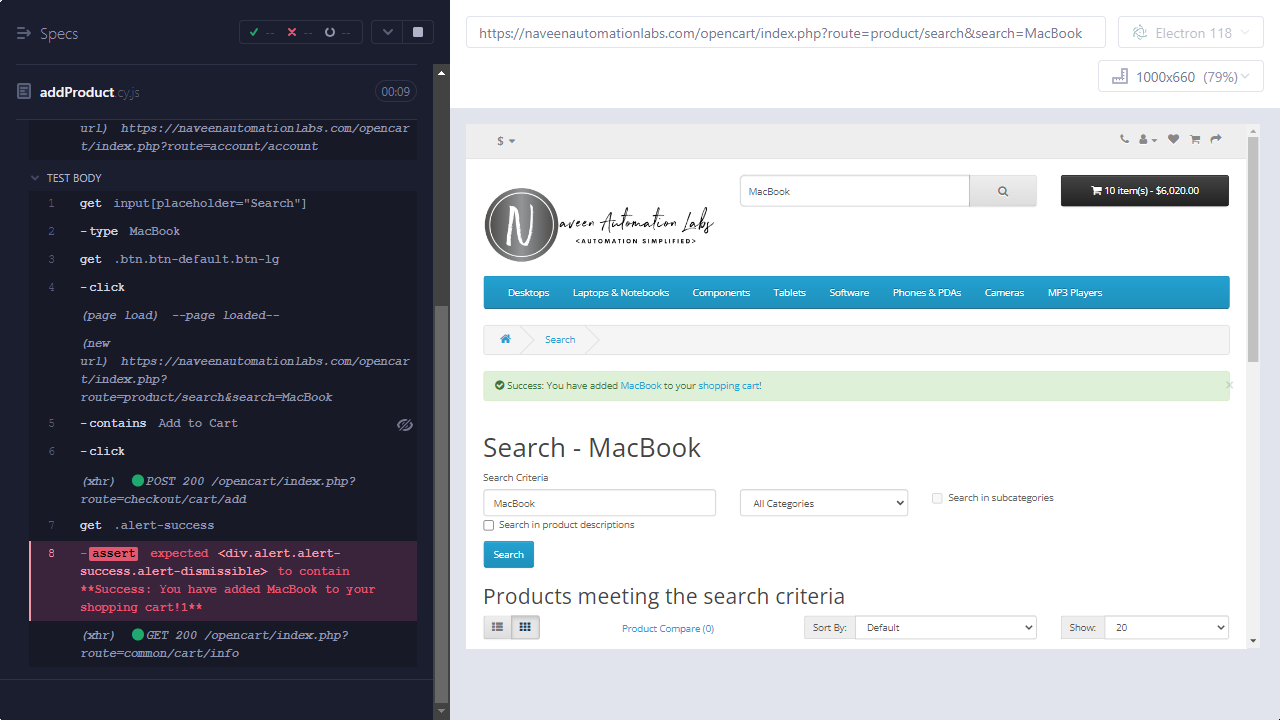 Specs
-- -- --
addProduct.cy.js
00:09
url) https://naveenautomationlabs.com/opencar
t/index.php?route=account/account
TEST BODY
1 get input[placeholder="Search"]
2 -type MacBook
3 get .btn.btn-default.btn-lg
4 -click
(page load) --page loaded--
(new
url) https://naveenautomationlabs.com/opencar
t/index.php?
route=product/search&search=MacBook
5 -contains Add to Cart
6 -click
(xhr) POST 200 /opencart/index.php?
route=checkout/cart/add
7 get .alert-success
8 -assert expected <div.alert.alert-
success.alert-dismissible> to contain
**Success: You have added MacBook to your
shopping cart!1**
(xhr) GET 200 /opencart/index.php?
route=common/cart/info
https://naveenautomationlabs.com/opencart/index.php?route=product/search&search=MacBook
Electron 118
1000x660 (79%)
$
N
aveen Automation Labs
<AUTOMATION SIMPLIFIED>
MacBook
10 item(s) - $6,020.00
Desktops Laptops & Notebooks Components Tablets Software Phones & PDAs Cameras MP3 Players
Search
Success: You have added MacBook to your shopping cart!
×
Search - MacBook
Search Criteria
MacBook
All Categories
Search in subcategories
Search in product descriptions
Search
Products meeting the search criteria
Product Compare (0)
Sort By: Default
Show: 20